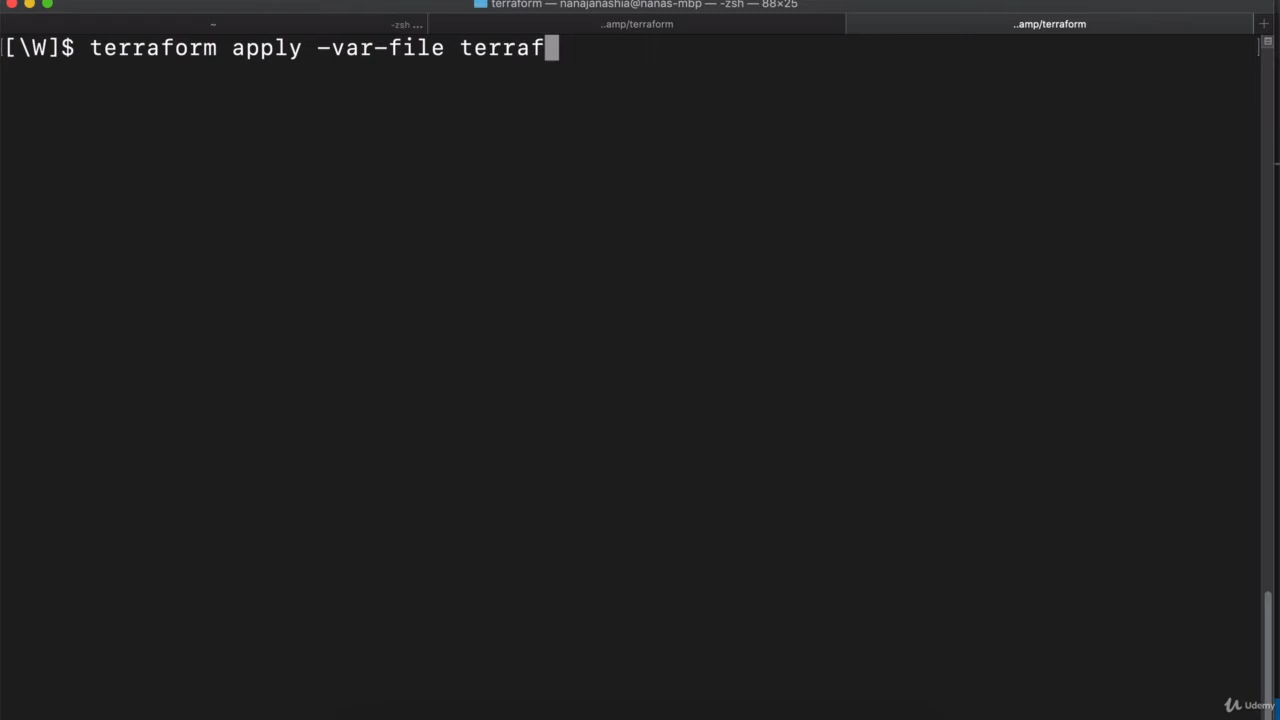 terraform — nanajanashia@nanas-mbp — -zsh — 88×25
~ -zsh ... ..amp/terraform ..amp/terraform +
[\W]$ terraform apply -var-file terraf ]
Udemy